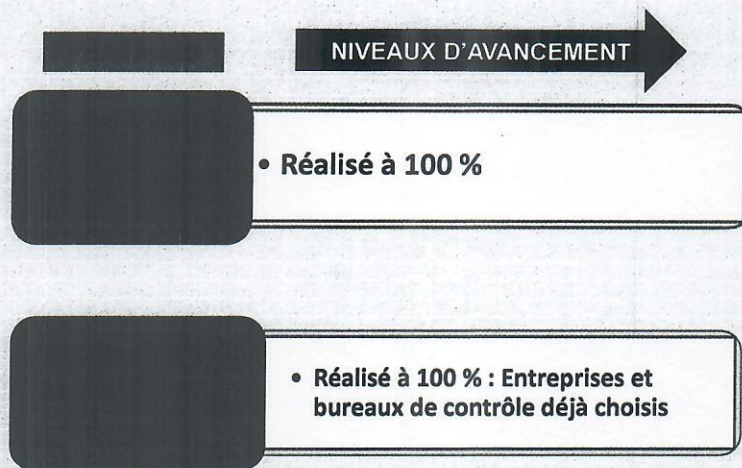 NIVEAUX D'AVANCEMENT
• Réalisé à 100 %
• Réalisé à 100 % : Entreprises et
bureaux de contrôle déjà choisis